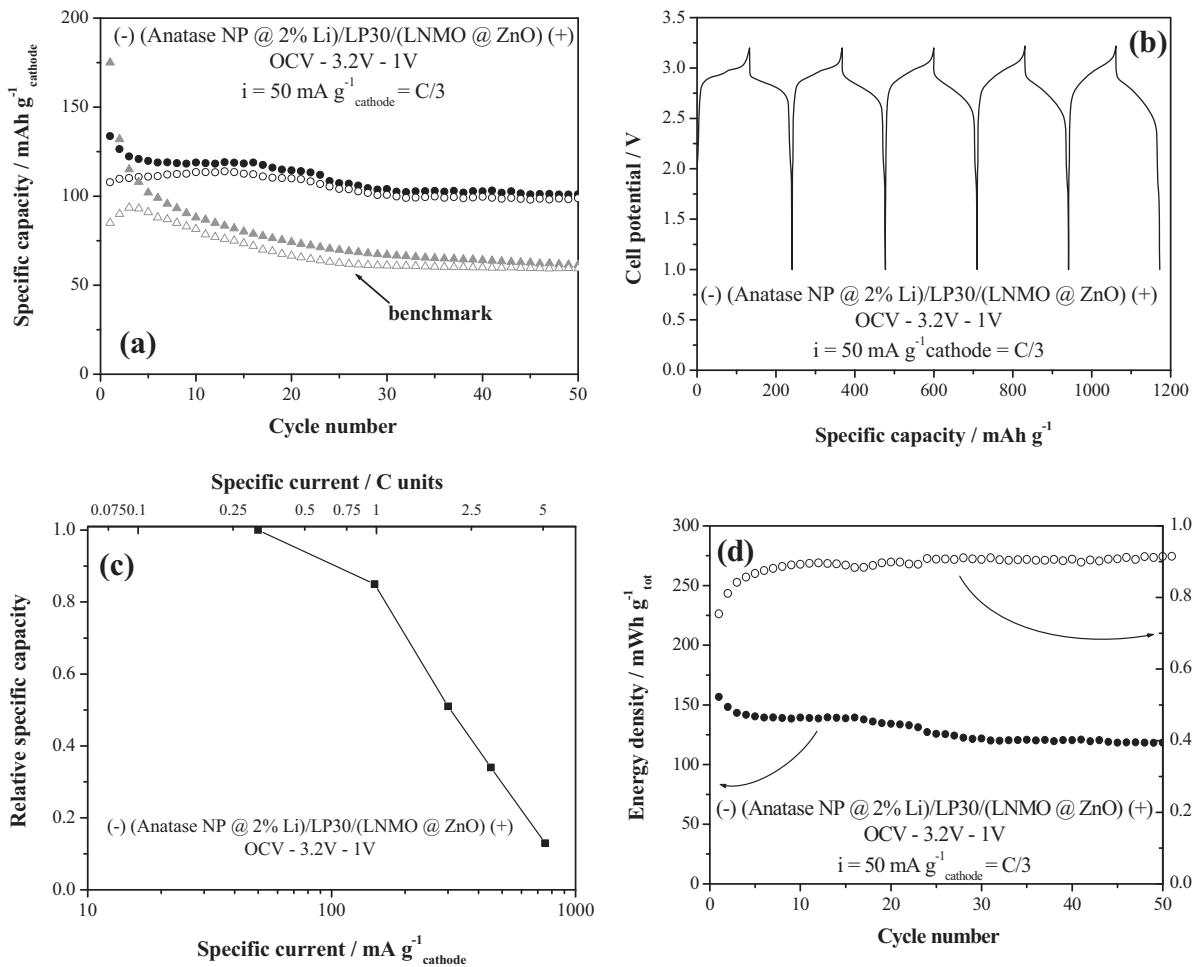 (-) (Anatase NP @ 2% Li)/LP30/(LNMO @ ZnO) (+)
OCV - 3.2V - 1V
i = 50 mA g-1cathode = C/3
200
150
100
50
0
Specific capacity / mAh g-1cathode
benchmark
(a)
0 10 20 30 40 50
Cycle number
3.5
3.0
2.5
2.0
1.5
1.0
0.5
0.0
Cell potential / V
(b)
(-) (Anatase NP @ 2% Li)/LP30/(LNMO @ ZnO) (+)
OCV - 3.2V - 1V
i = 50 mA g-1cathode = C/3
0 200 400 600 800 1000 1200
Specific capacity / mAh g-1
Specific current / C units
0.075 0.1 0.25 0.5 0.75 1 2.5 5
1.0
0.8
0.6
0.4
0.2
0.0
Relative specific capacity
(c)
(-) (Anatase NP @ 2% Li)/LP30/(LNMO @ ZnO) (+)
OCV - 3.2V - 1V
10 100 1000
Specific current / mA g-1cathode
300
275
250
225
200
175
150
125
100
75
50
25
0
Energy density / mWh g-1tot
(d)
1.0
0.8
0.6
0.4
0.2
0.0
(-) (Anatase NP @ 2% Li)/LP30/(LNMO @ ZnO) (+)
OCV - 3.2V - 1V
i = 50 mA g-1cathode = C/3
0 10 20 30 40 50
Cycle number